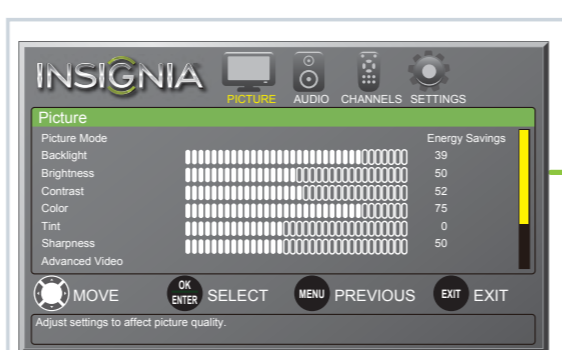 INSIGNIA
PICTURE AUDIO CHANNELS SETTINGS
Picture
Picture Mode Energy Savings
Backlight 39
Brightness 50
Contrast 52
Color 75
Tint 0
Sharpness 50
Advanced Video
MOVE OK ENTER SELECT MENU PREVIOUS EXIT EXIT
Adjust settings to affect picture quality.